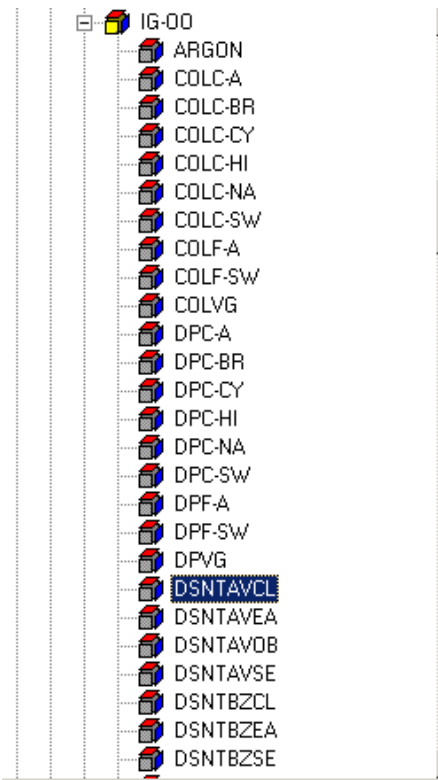 IG-OO
ARGON
COLC-A
COLC-BR
COLC-CY
COLC-HI
COLC-NA
COLC-SW
COLF-A
COLF-SW
COLVG
DPC-A
DPC-BR
DPC-CY
DPC-HI
DPC-NA
DPC-SW
DPF-A
DPF-SW
DPVG
DSNTAVCL
DSNTAVEA
DSNTAVOB
DSNTAVSE
DSNTBZCL
DSNTBZEA
DSNTBZSE